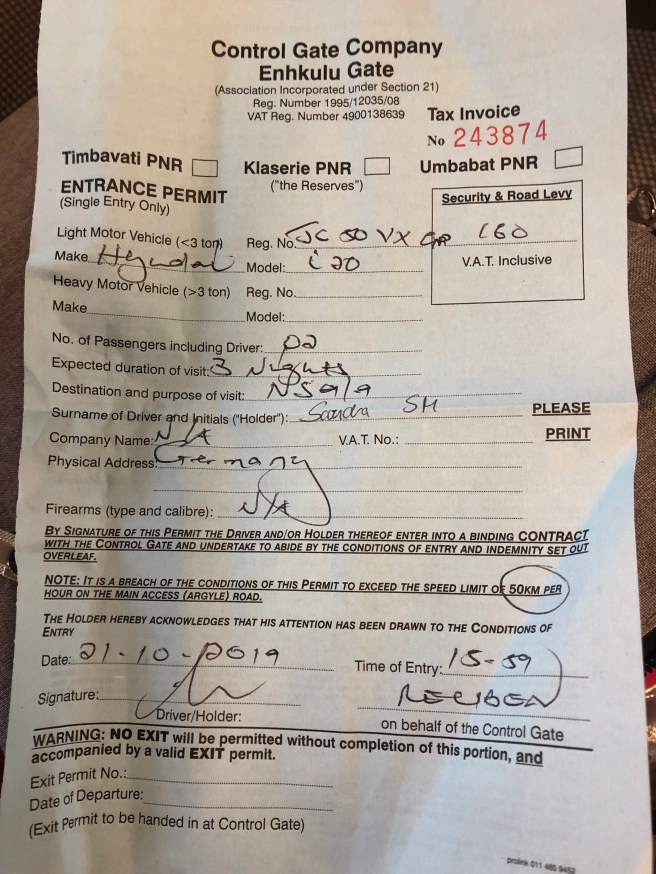 Control Gate Company
Enhkulu Gate
(Association Incorporated under Section 21)
Reg. Number 1995/12035/08
VAT Reg. Number 4900138639
Tax Invoice
No 243874
Timbavati PNR
Klaserie PNR
Umbabat PNR
("the Reserves")
ENTRANCE PERMIT
(Single Entry Only)
Security & Road Levy
160
V.A.T. Inclusive
Light Motor Vehicle (<3 ton) Reg. No. JC 50 VX GP
Make Hyundai Model: i20
Heavy Motor Vehicle (>3 ton) Reg. No.
Make Model:
No. of Passengers including Driver: 02
Expected duration of visit: 3 Nights
Destination and purpose of visit: Nsala
Surname of Driver and Initials ("Holder"): Sandra SM
PLEASE
Company Name: N/A V.A.T. No.:
PRINT
Physical Address: Germany
Firearms (type and calibre): N/A
BY SIGNATURE OF THIS PERMIT THE DRIVER AND/OR HOLDER THEREOF ENTER INTO A BINDING CONTRACT
WITH THE CONTROL GATE AND UNDERTAKE TO ABIDE BY THE CONDITIONS OF ENTRY AND INDEMNITY SET OUT
OVERLEAF.
NOTE: IT IS A BREACH OF THE CONDITIONS OF THIS PERMIT TO EXCEED THE SPEED LIMIT OF 50KM PER
HOUR ON THE MAIN ACCESS (ARGYLE) ROAD.
THE HOLDER HEREBY ACKNOWLEDGES THAT HIS ATTENTION HAS BEEN DRAWN TO THE CONDITIONS OF
ENTRY
Date: 21-10-2019 Time of Entry: 15-59
Signature: REUBEN
Driver/Holder: on behalf of the Control Gate
WARNING: NO EXIT will be permitted without completion of this portion, and
accompanied by a valid EXIT permit.
Exit Permit No.:
Date of Departure:
(Exit Permit to be handed in at Control Gate)
prolink 011 485 9452